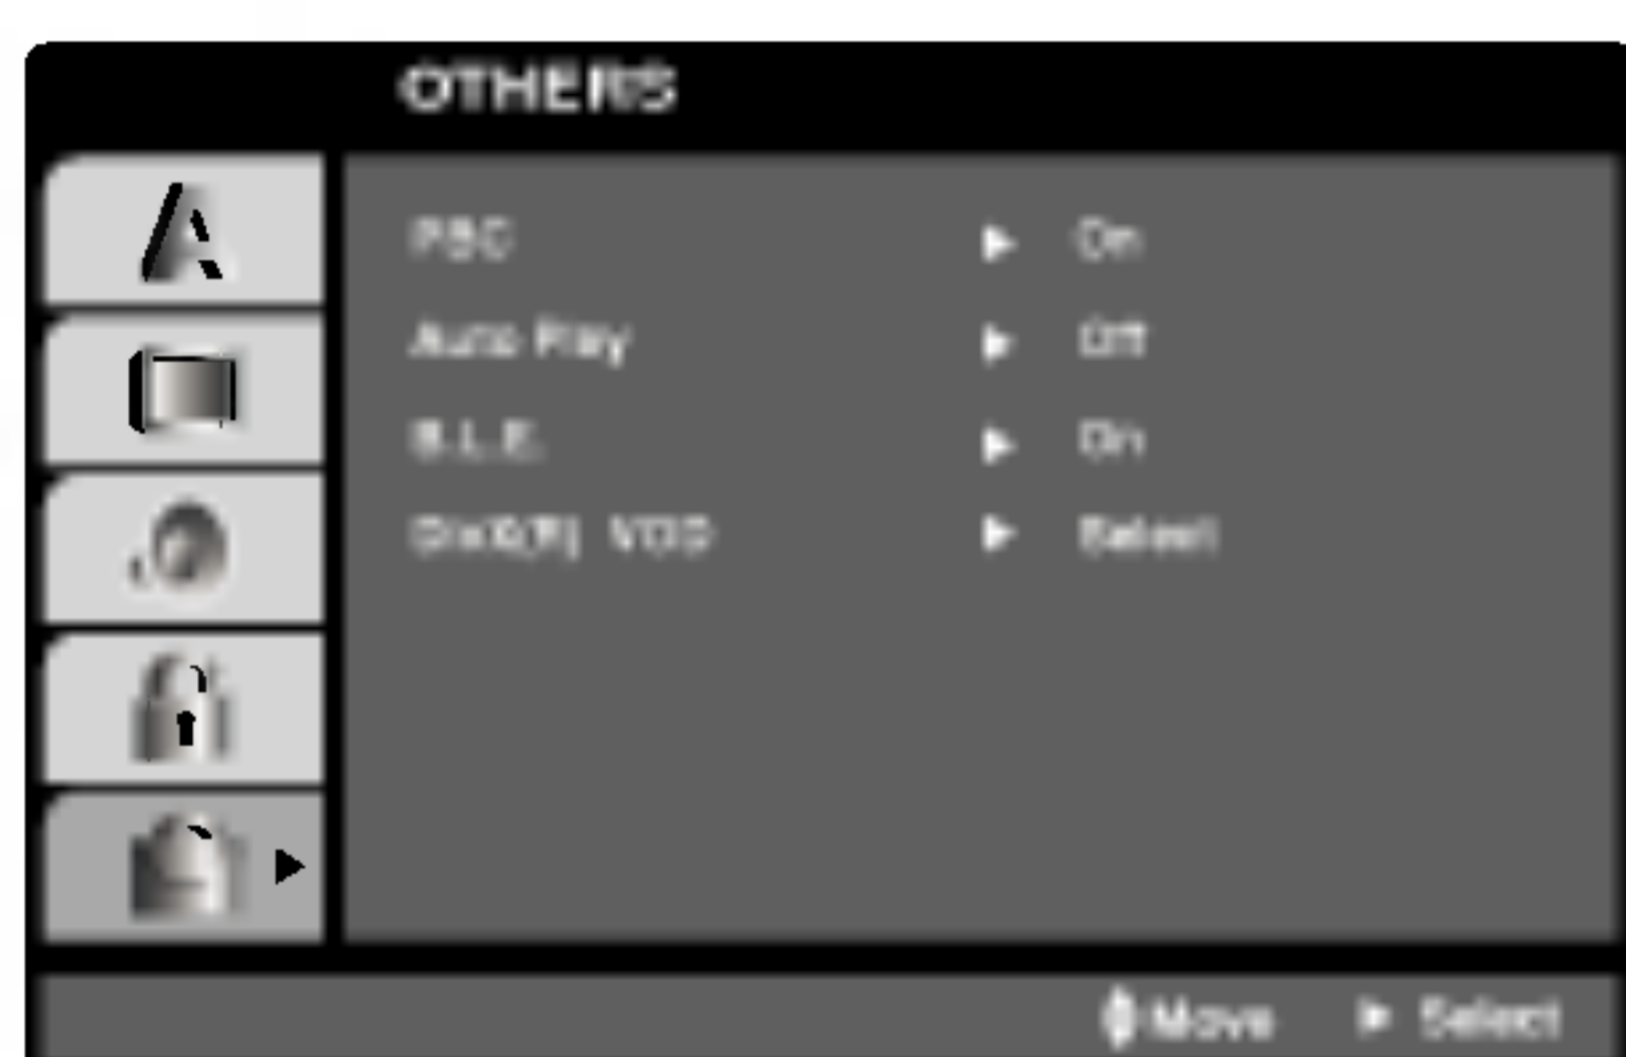 OTHERS
PBC ▶ On
Auto Play ▶ Off
B.L.E. ▶ On
DivX(R) VOD ▶ Select
Move ▶ Select